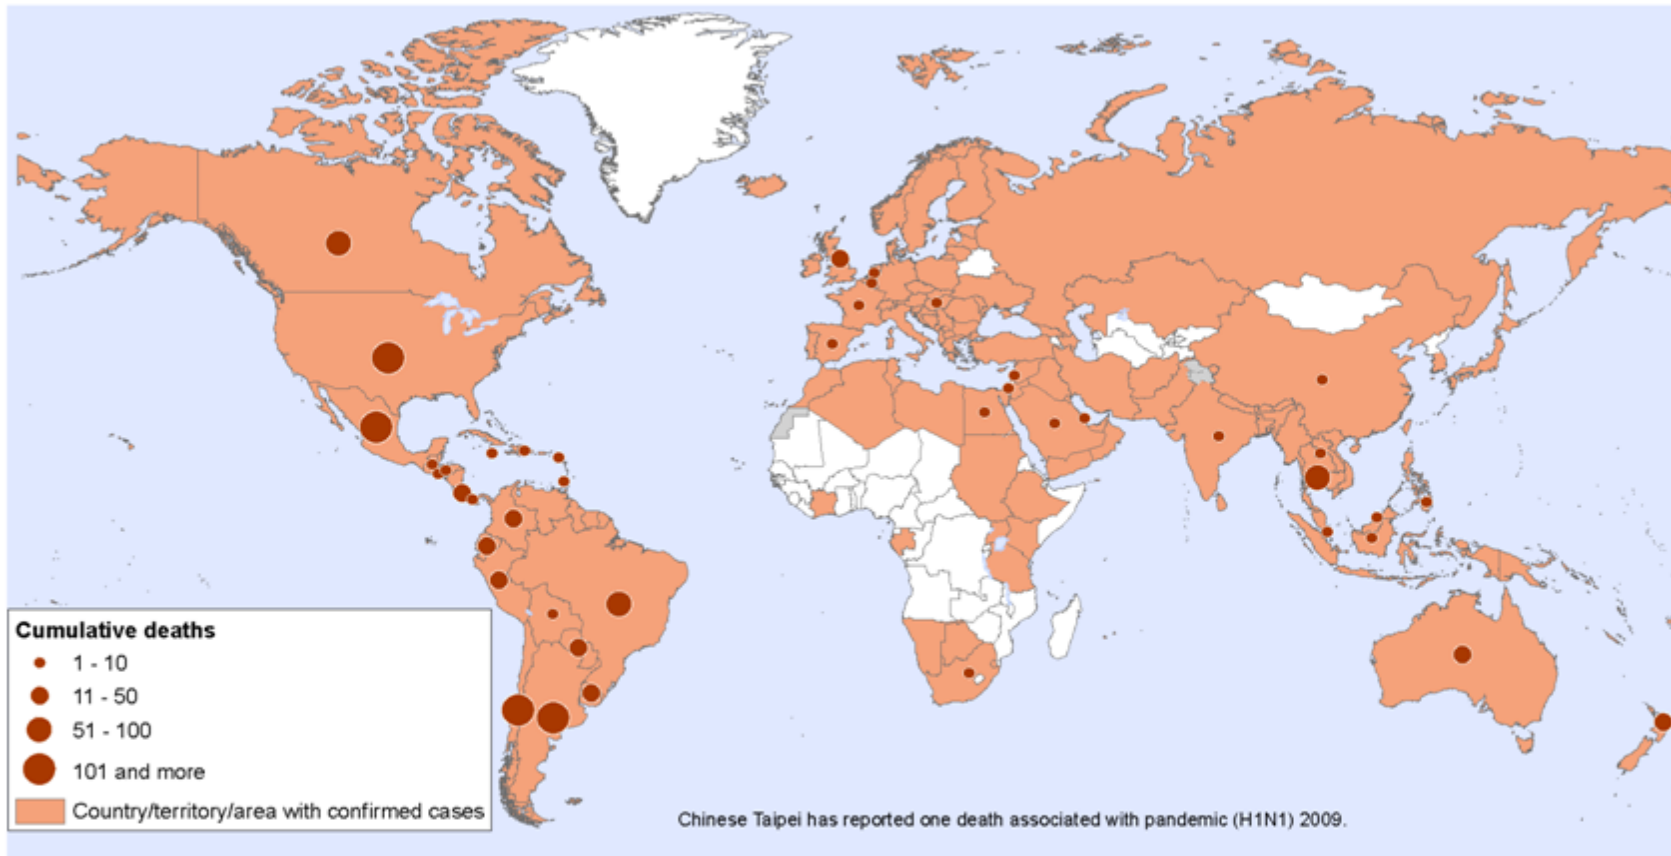 Cumulative deaths
1 - 10
11 - 50
51 - 100
101 and more
Country/territory/area with confirmed cases
Chinese Taipei has reported one death associated with pandemic (H1N1) 2009.